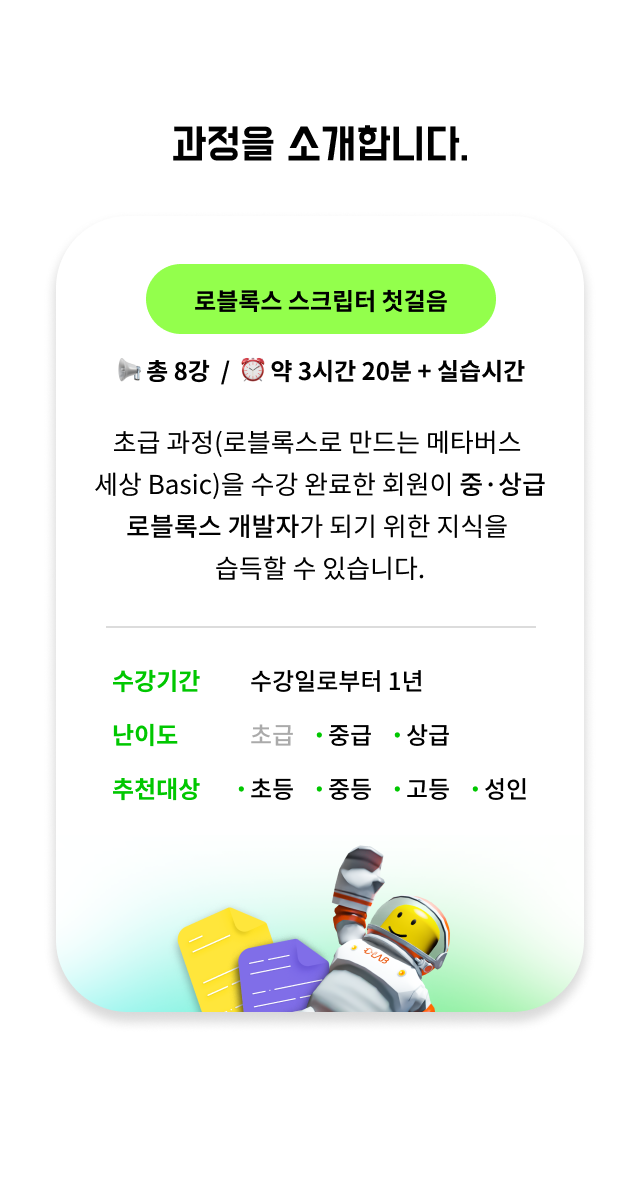 과정을 소개합니다.
로블록스 스크립터 첫걸음
총 8강 / 약 3시간 20분 + 실습시간
초급 과정(로블록스로 만드는 메타버스
세상 Basic)을 수강 완료한 회원이 중·상급
로블록스 개발자가 되기 위한 지식을
습득할 수 있습니다.
수강기간 수강일로부터 1년
난이도 초급 • 중급 • 상급
추천대상 • 초등 • 중등 • 고등 • 성인